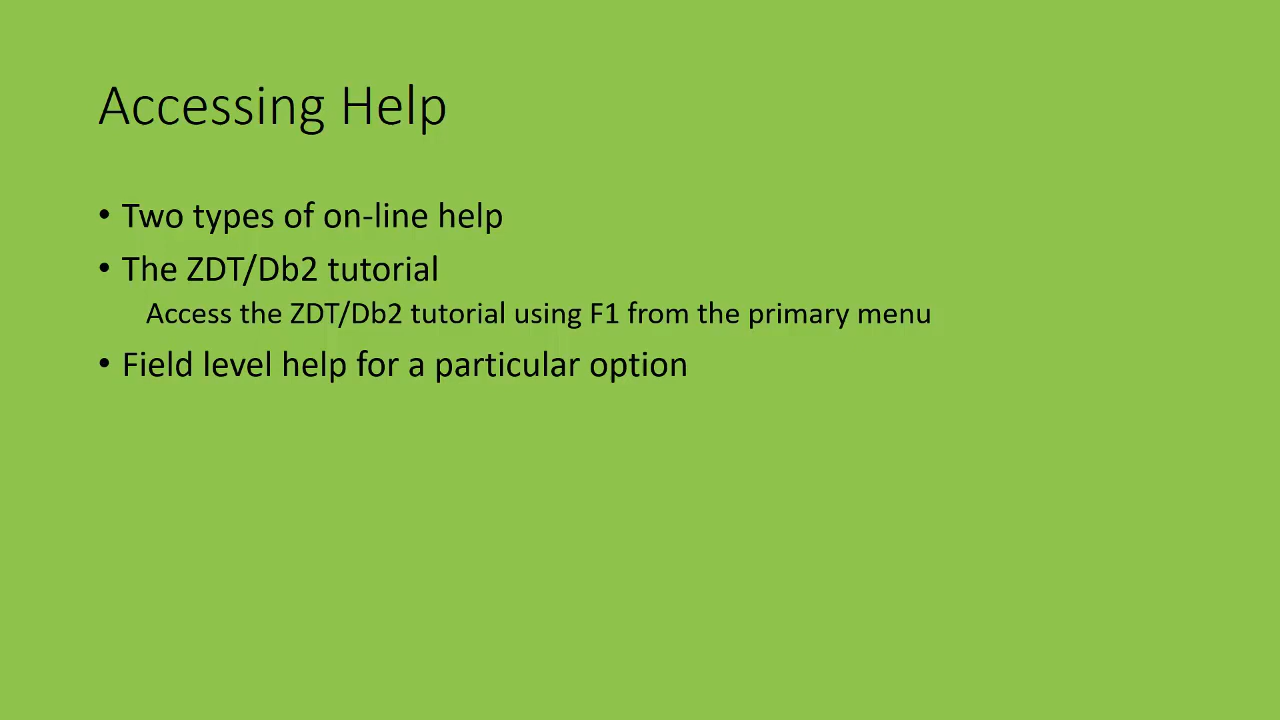 Accessing Help
• Two types of on-line help
• The ZDT/Db2 tutorial
Access the ZDT/Db2 tutorial using F1 from the primary menu
• Field level help for a particular option